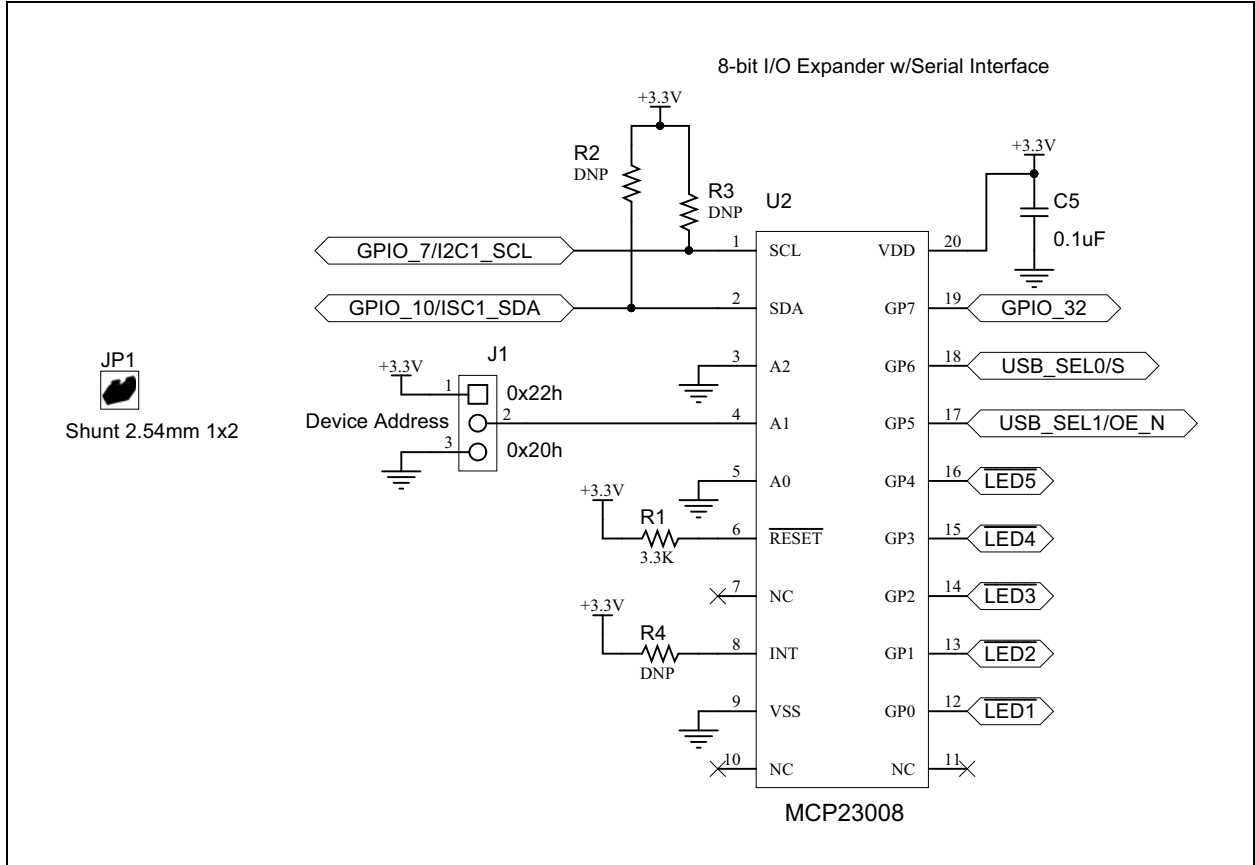 8-bit I/O Expander w/Serial Interface
+3.3V
R2
DNP
R3
DNP
U2
+3.3V
C5
0.1uF
GPIO_7/I2C1_SCL
1 SCL
VDD 20
GPIO_10/ISC1_SDA
2 SDA
GP7 19 GPIO_32
JP1
Shunt 2.54mm 1x2
3 A2
GP6 18 USB_SEL0/S
+3.3V
J1
1 0x22h
Device Address
2
3 0x20h
4 A1
GP5 17 USB_SEL1/OE_N
5 A0
GP4 16 LED5
+3.3V
R1
3.3K
6 RESET
GP3 15 LED4
7 NC
GP2 14 LED3
+3.3V
R4
DNP
8 INT
GP1 13 LED2
9 VSS
GP0 12 LED1
10 NC
NC 11
MCP23008